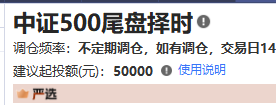 中证500尾盘择时
调仓频率：不定期调仓，如有调仓，交易日14
建议起投额(元)：50000 使用说明
严选